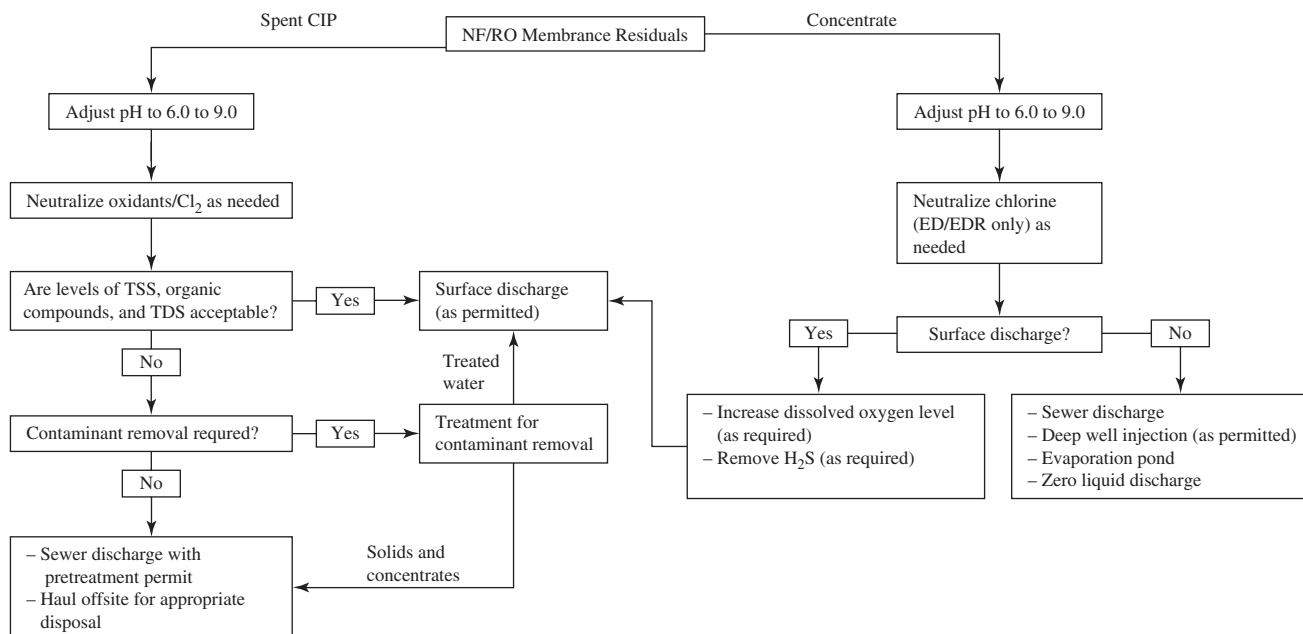 Spent CIP
NF/RO Membrance Residuals
Concentrate
Adjust pH to 6.0 to 9.0
Adjust pH to 6.0 to 9.0
Neutralize oxidants/Cl₂ as needed
Neutralize chlorine
(ED/EDR only) as
needed
Are levels of TSS, organic
compounds, and TDS acceptable?
Yes
Surface discharge
(as permitted)
Yes
Surface discharge?
No
No
Treated
water
– Increase dissolved oxygen level
(as required)
– Remove H₂S (as required)
– Sewer discharge
– Deep well injection (as permitted)
– Evaporation pond
– Zero liquid discharge
Contaminant removal requred?
Yes
Treatment for
contaminant removal
No
– Sewer discharge with
pretreatment permit
– Haul offsite for appropriate
disposal
Solids and
concentrates